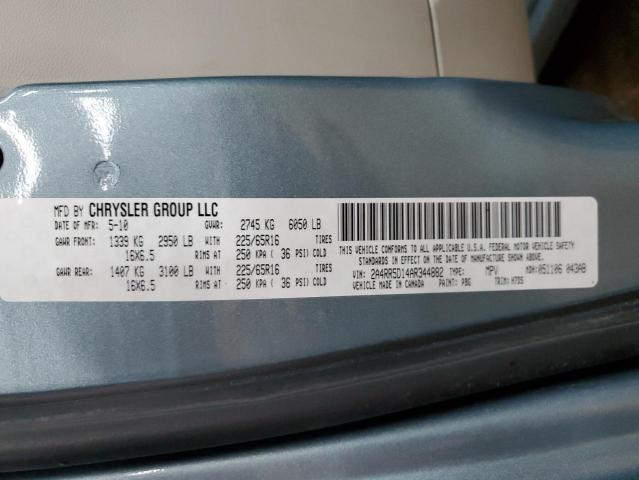 MFD BY CHRYSLER GROUP LLC
DATE OF MFR: 5-10 GVWR: 2745 KG 6050 LB
GAWR FRONT: 1339 KG 2950 LB WITH 225/65R16 TIRES
16X6.5 RIMS AT 250 KPA ( 36 PSI) COLD
GAWR REAR: 1407 KG 3100 LB WITH 225/65R16 TIRES
16X6.5 RIMS AT 250 KPA ( 36 PSI) COLD
THIS VEHICLE CONFORMS TO ALL APPLICABLE U.S.A. FEDERAL MOTOR VEHICLE SAFETY
STANDARDS IN EFFECT ON THE DATE OF MANUFACTURE SHOWN ABOVE.
VIN: 2A4RR5D14AR344882 TYPE: MPV MDH:051106 043AB
VEHICLE MADE IN CANADA PAINT: PBG TRIM: H7DS